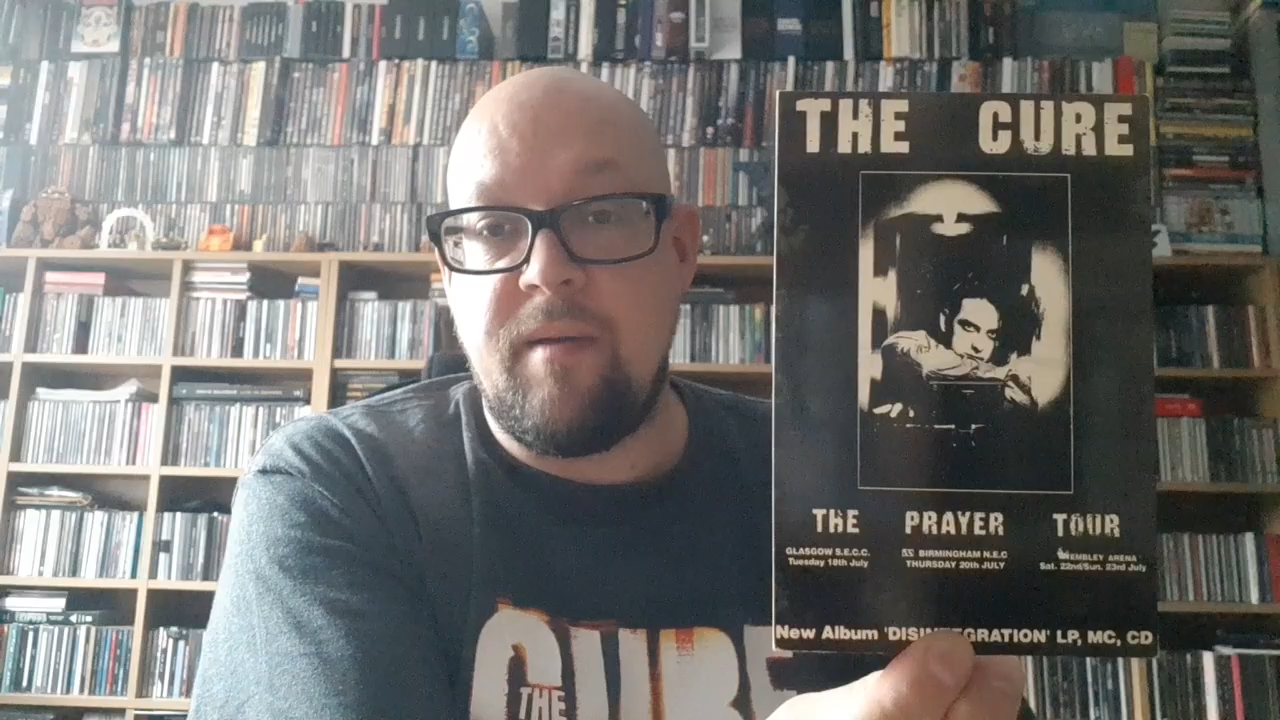 THE CURE
THE PRAYER TOUR
GLASGOW S.E.C.C.
Tuesday 18th July
BIRMINGHAM N.E.C
THURSDAY 20th JULY
WEMBLEY ARENA
Sat. 22nd/Sun. 23rd July
New Album 'DISINTEGRATION' LP, MC, CD
THE CURE